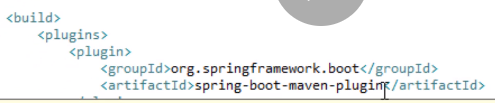 <build>
<plugins>
<plugin>
<groupId>org.springframework.boot</groupId>
<artifactId>spring-boot-maven-plugin</artifactId>